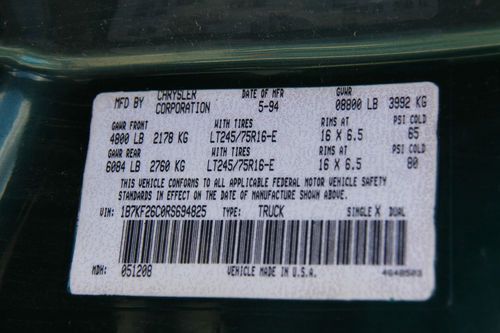 MFD BY CHRYSLER CORPORATION DATE OF MFR 5-94 GVWR 08800 LB 3992 KG
GAWR FRONT WITH TIRES RIMS AT PSI COLD
4800 LB 2178 KG LT245/75R16-E 16 X 6.5 65
GAWR REAR WITH TIRES RIMS AT PSI COLD
6084 LB 2760 KG LT245/75R16-E 16 X 6.5 80
THIS VEHICLE CONFORMS TO ALL APPLICABLE FEDERAL MOTOR VEHICLE SAFETY
STANDARDS IN EFFECT ON THE DATE OF MANUFACTURE SHOWN ABOVE.
VIN: 1B7KF26C0RS694825 TYPE: TRUCK SINGLE X DUAL
MDH: 051208 VEHICLE MADE IN U.S.A. 4648503